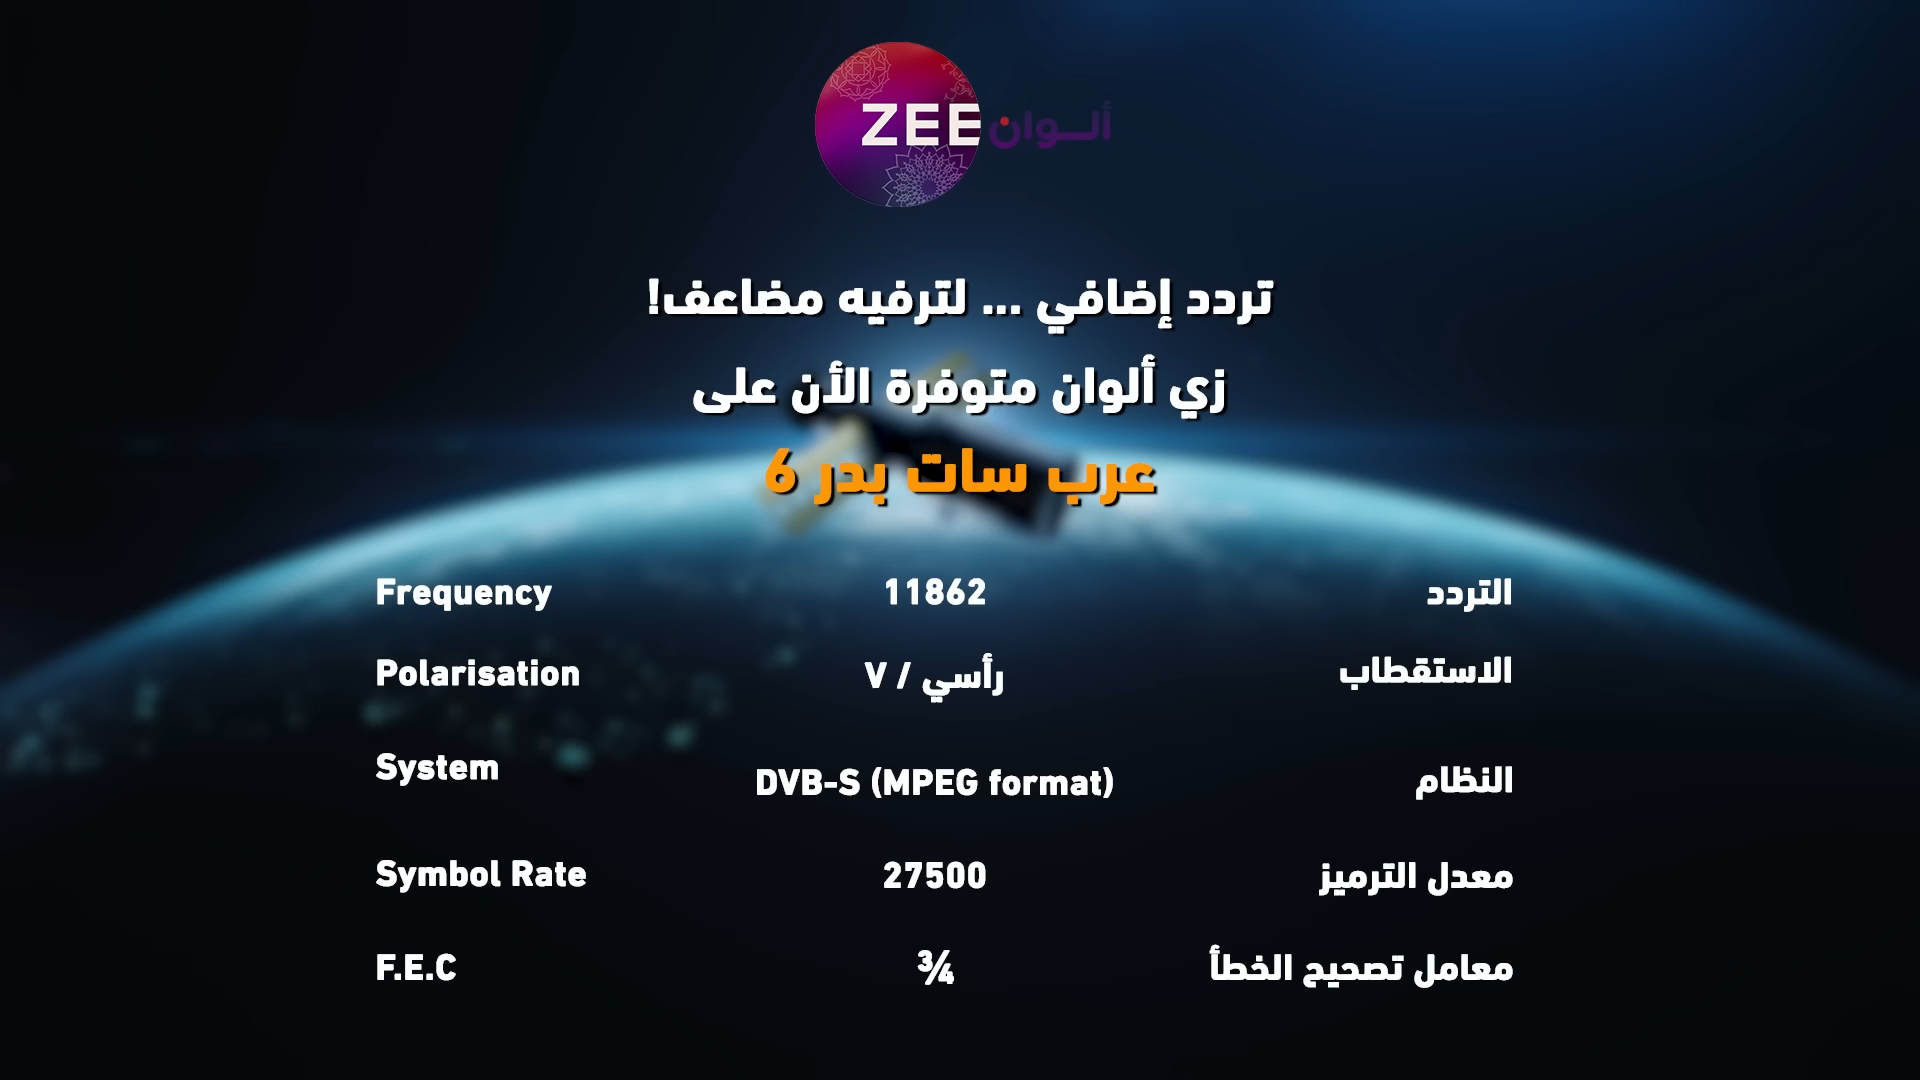 ZEE ألوان
تردد إضافي ... لترفيه مضاعف!
زي ألوان متوفرة الأن على
عرب سات بدر 6
Frequency 11862 التردد
Polarisation رأسي / V الاستقطاب
System DVB-S (MPEG format) النظام
Symbol Rate 27500 معدل الترميز
F.E.C ¾ معامل تصحيح الخطأ